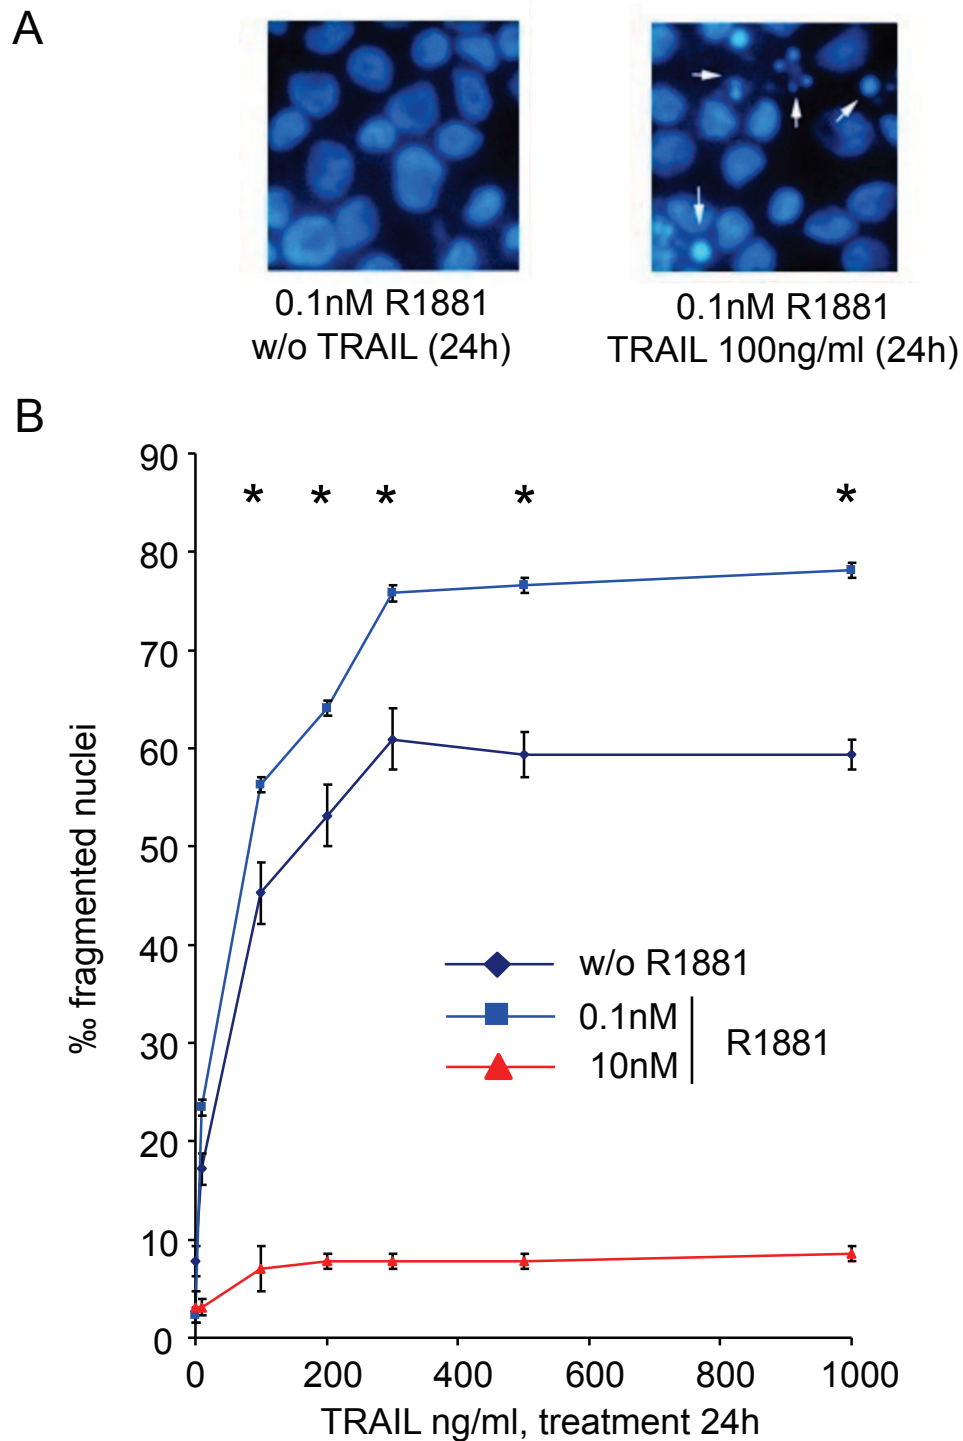 A
0.1nM R1881
w/o TRAIL (24h)
0.1nM R1881
TRAIL 100ng/ml (24h)
B
90
80
70
60
50
40
30
20
10
0
‰ fragmented nuclei
* * * * *
w/o R1881
0.1nM
10nM
R1881
0 200 400 600 800 1000
TRAIL ng/ml, treatment 24h